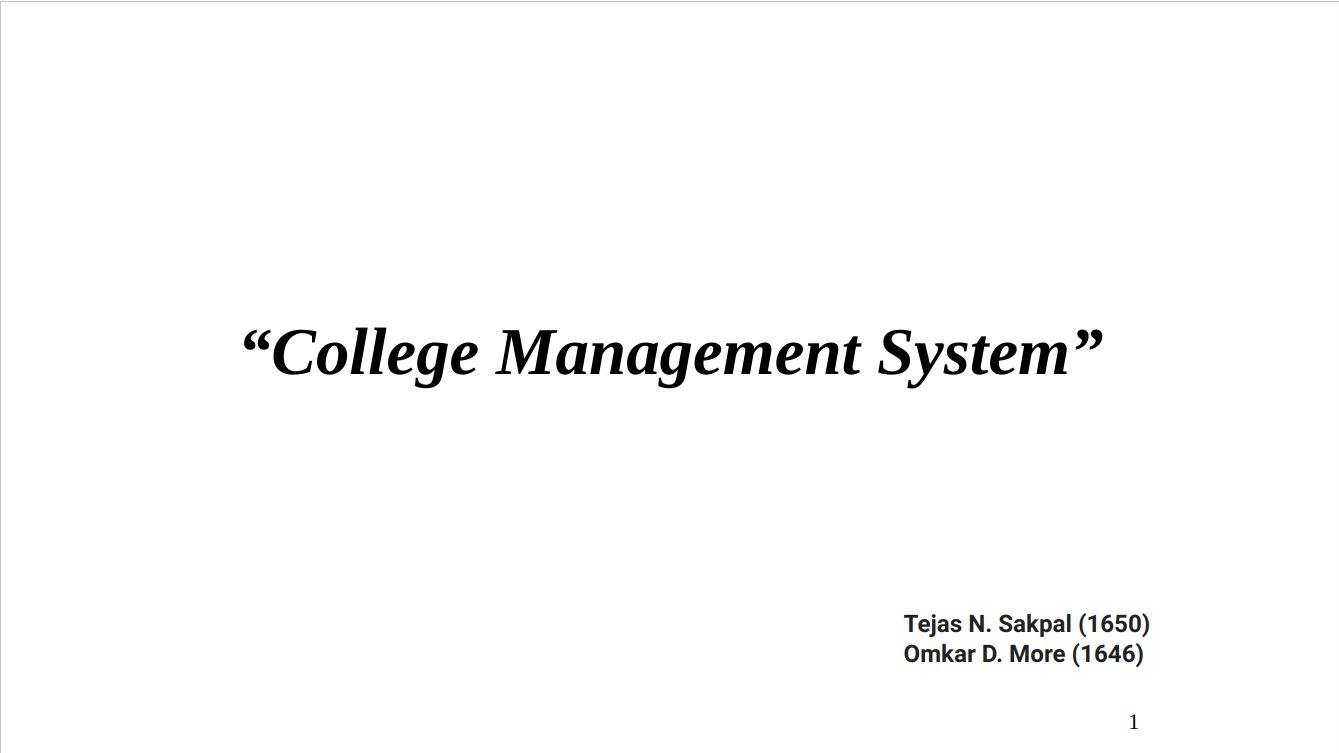 “College Management System”
Tejas N. Sakpal (1650)
Omkar D. More (1646)
1